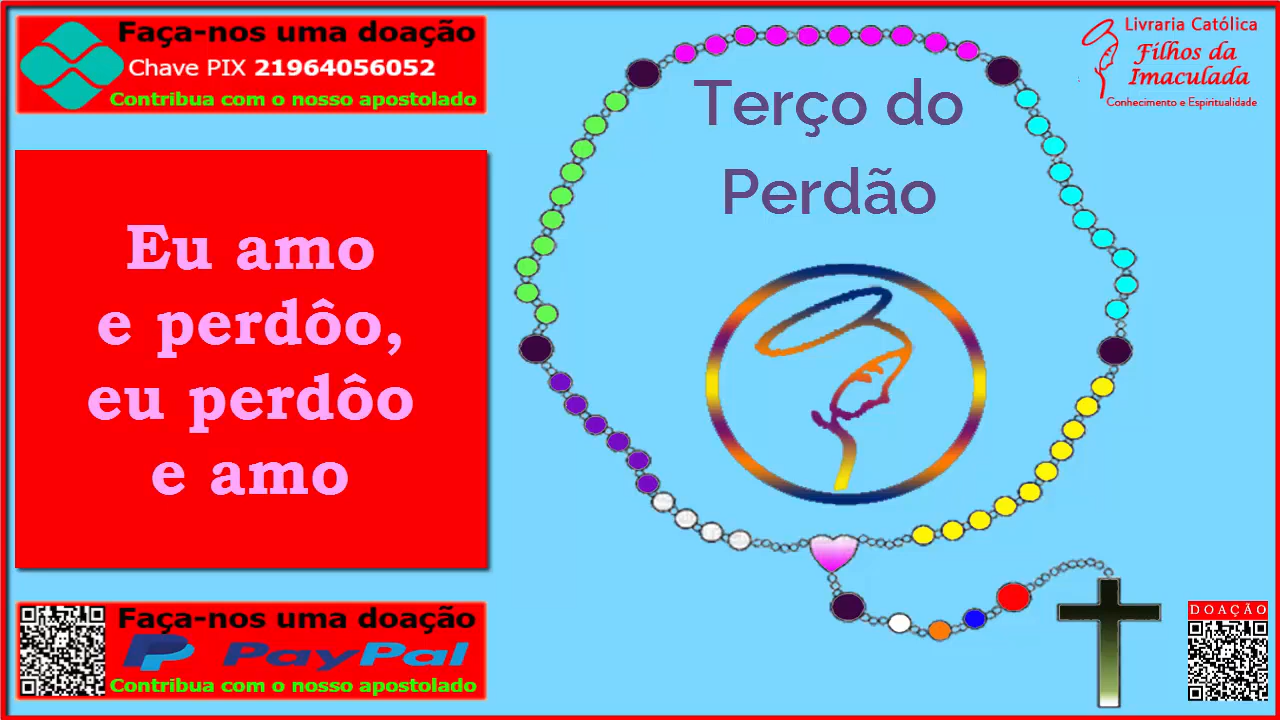 Faça-nos uma doação
Chave PIX 21964056052
Contribua com o nosso apostolado
Eu amo
e perdôo,
eu perdôo
e amo
Faça-nos uma doação
PayPal
Contribua com o nosso apostolado
Terço do
Perdão
Livraria Católica
Filhos da
Imaculada
Conhecimento e Espiritualidade
DOAÇÃO